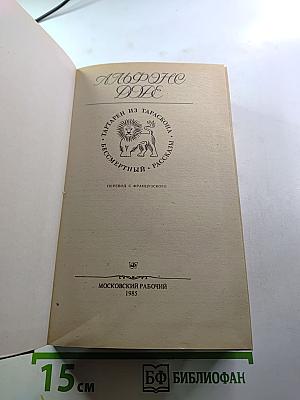 АЛЬФОНС
ДОДЕ
ТАРТАРЕН ИЗ ТАРАСКОНА •
БЕССМЕРТНЫЙ • РАССКАЗЫ
ПЕРЕВОД С ФРАНЦУЗСКОГО
МОСКОВСКИЙ РАБОЧИЙ
1985
15 см
БФ БИБЛИОФАН